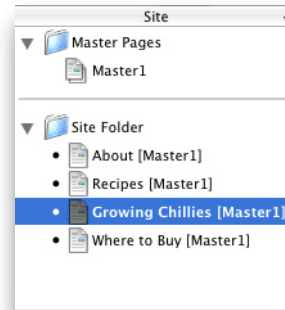 Site
Master Pages
Master1
Site Folder
About [Master1]
Recipes [Master1]
Growing Chillies [Master1]
Where to Buy [Master1]